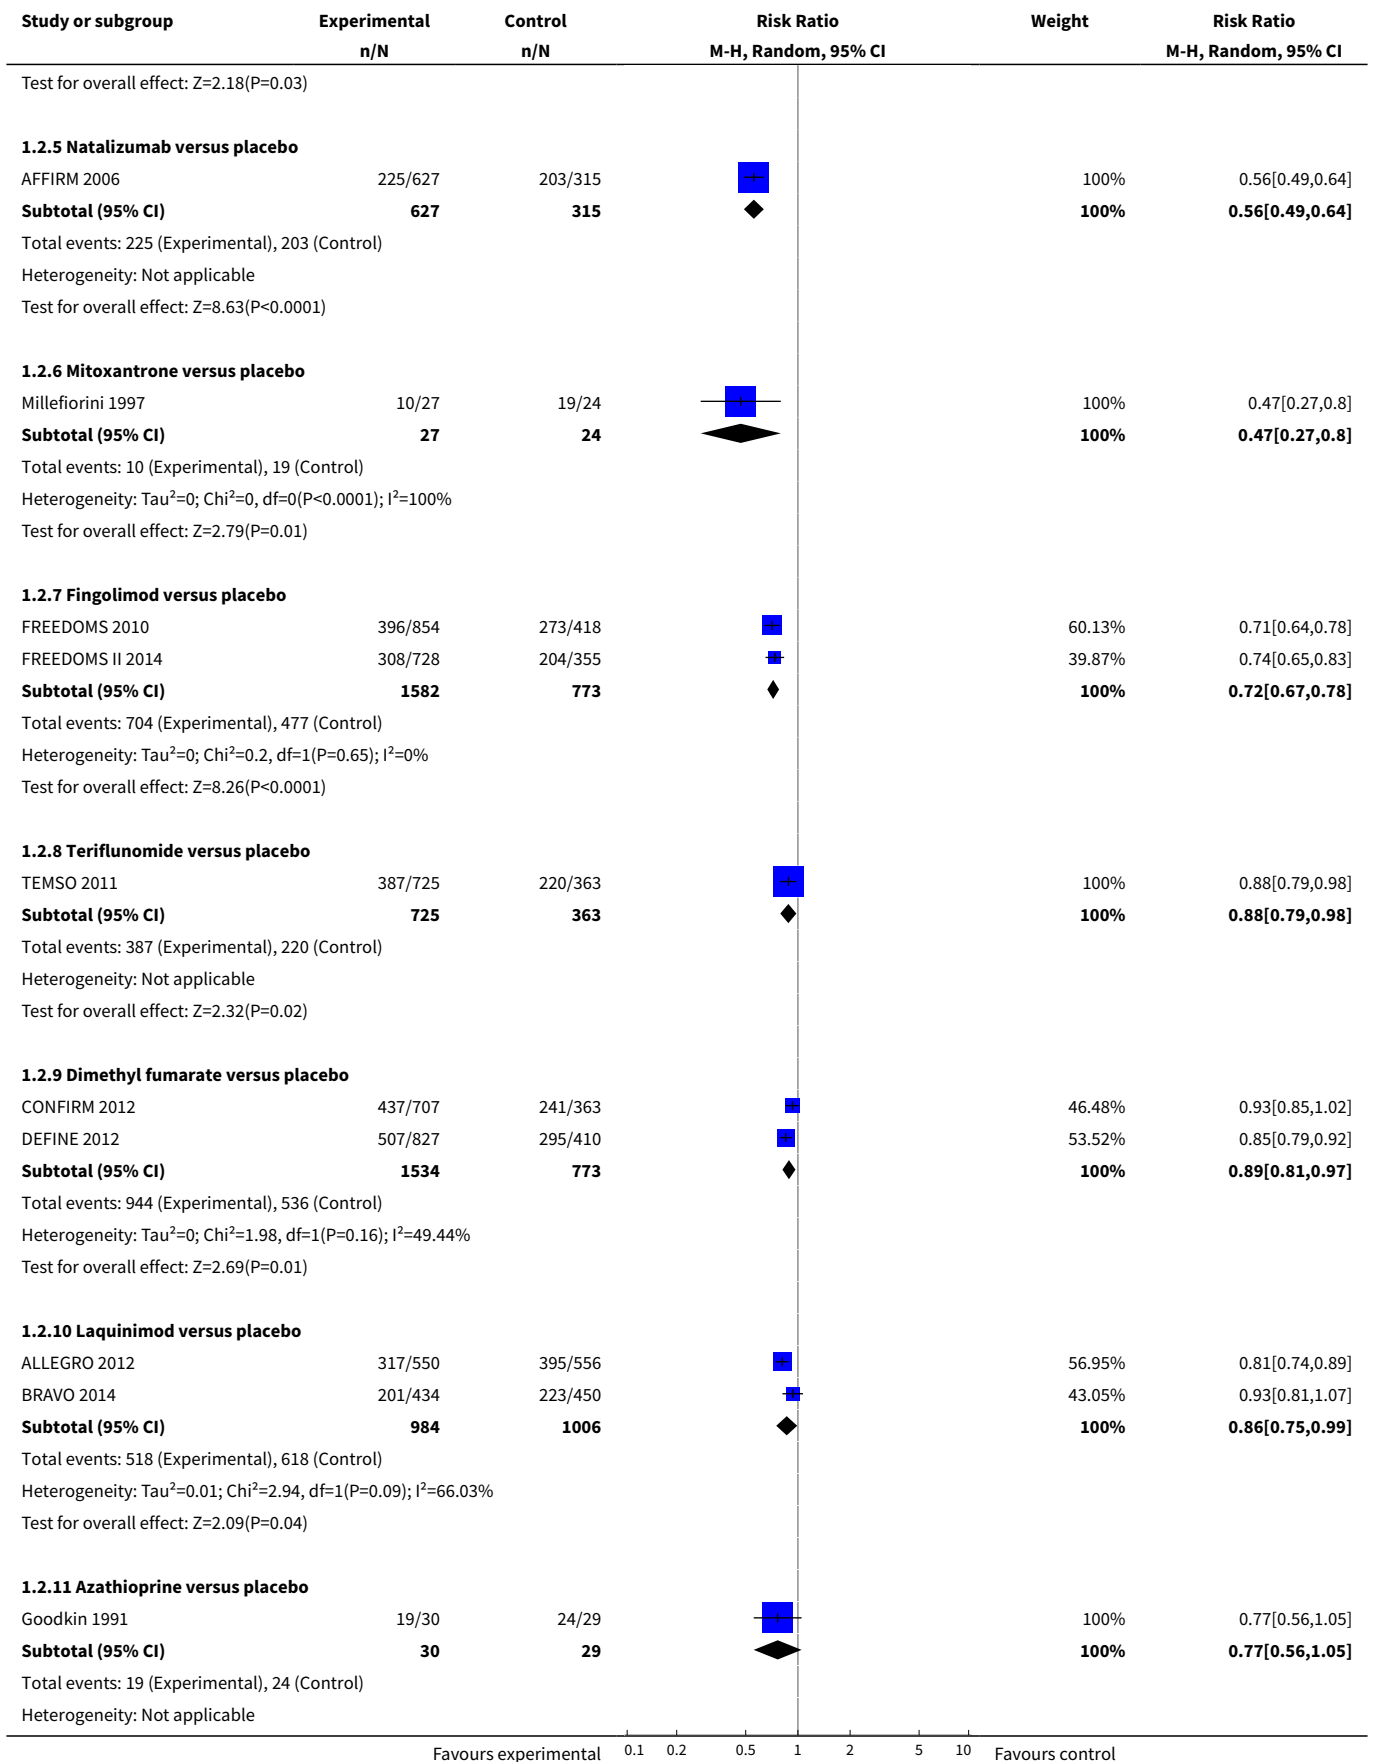 Study or subgroup Experimental Control Risk Ratio Weight Risk Ratio
n/N n/N M-H, Random, 95% CI M-H, Random, 95% CI
Test for overall effect: Z=2.18(P=0.03)
1.2.5 Natalizumab versus placebo
AFFIRM 2006 225/627 203/315 100% 0.56[0.49,0.64]
Subtotal (95% CI) 627 315 100% 0.56[0.49,0.64]
Total events: 225 (Experimental), 203 (Control)
Heterogeneity: Not applicable
Test for overall effect: Z=8.63(P<0.0001)
1.2.6 Mitoxantrone versus placebo
Millefiorini 1997 10/27 19/24 100% 0.47[0.27,0.8]
Subtotal (95% CI) 27 24 100% 0.47[0.27,0.8]
Total events: 10 (Experimental), 19 (Control)
Heterogeneity: Tau²=0; Chi²=0, df=0(P<0.0001); I²=100%
Test for overall effect: Z=2.79(P=0.01)
1.2.7 Fingolimod versus placebo
FREEDOMS 2010 396/854 273/418 60.13% 0.71[0.64,0.78]
FREEDOMS II 2014 308/728 204/355 39.87% 0.74[0.65,0.83]
Subtotal (95% CI) 1582 773 100% 0.72[0.67,0.78]
Total events: 704 (Experimental), 477 (Control)
Heterogeneity: Tau²=0; Chi²=0.2, df=1(P=0.65); I²=0%
Test for overall effect: Z=8.26(P<0.0001)
1.2.8 Teriflunomide versus placebo
TEMSO 2011 387/725 220/363 100% 0.88[0.79,0.98]
Subtotal (95% CI) 725 363 100% 0.88[0.79,0.98]
Total events: 387 (Experimental), 220 (Control)
Heterogeneity: Not applicable
Test for overall effect: Z=2.32(P=0.02)
1.2.9 Dimethyl fumarate versus placebo
CONFIRM 2012 437/707 241/363 46.48% 0.93[0.85,1.02]
DEFINE 2012 507/827 295/410 53.52% 0.85[0.79,0.92]
Subtotal (95% CI) 1534 773 100% 0.89[0.81,0.97]
Total events: 944 (Experimental), 536 (Control)
Heterogeneity: Tau²=0; Chi²=1.98, df=1(P=0.16); I²=49.44%
Test for overall effect: Z=2.69(P=0.01)
1.2.10 Laquinimod versus placebo
ALLEGRO 2012 317/550 395/556 56.95% 0.81[0.74,0.89]
BRAVO 2014 201/434 223/450 43.05% 0.93[0.81,1.07]
Subtotal (95% CI) 984 1006 100% 0.86[0.75,0.99]
Total events: 518 (Experimental), 618 (Control)
Heterogeneity: Tau²=0.01; Chi²=2.94, df=1(P=0.09); I²=66.03%
Test for overall effect: Z=2.09(P=0.04)
1.2.11 Azathioprine versus placebo
Goodkin 1991 19/30 24/29 100% 0.77[0.56,1.05]
Subtotal (95% CI) 30 29 100% 0.77[0.56,1.05]
Total events: 19 (Experimental), 24 (Control)
Heterogeneity: Not applicable
Favours experimental 0.1 0.2 0.5 1 2 5 10 Favours control